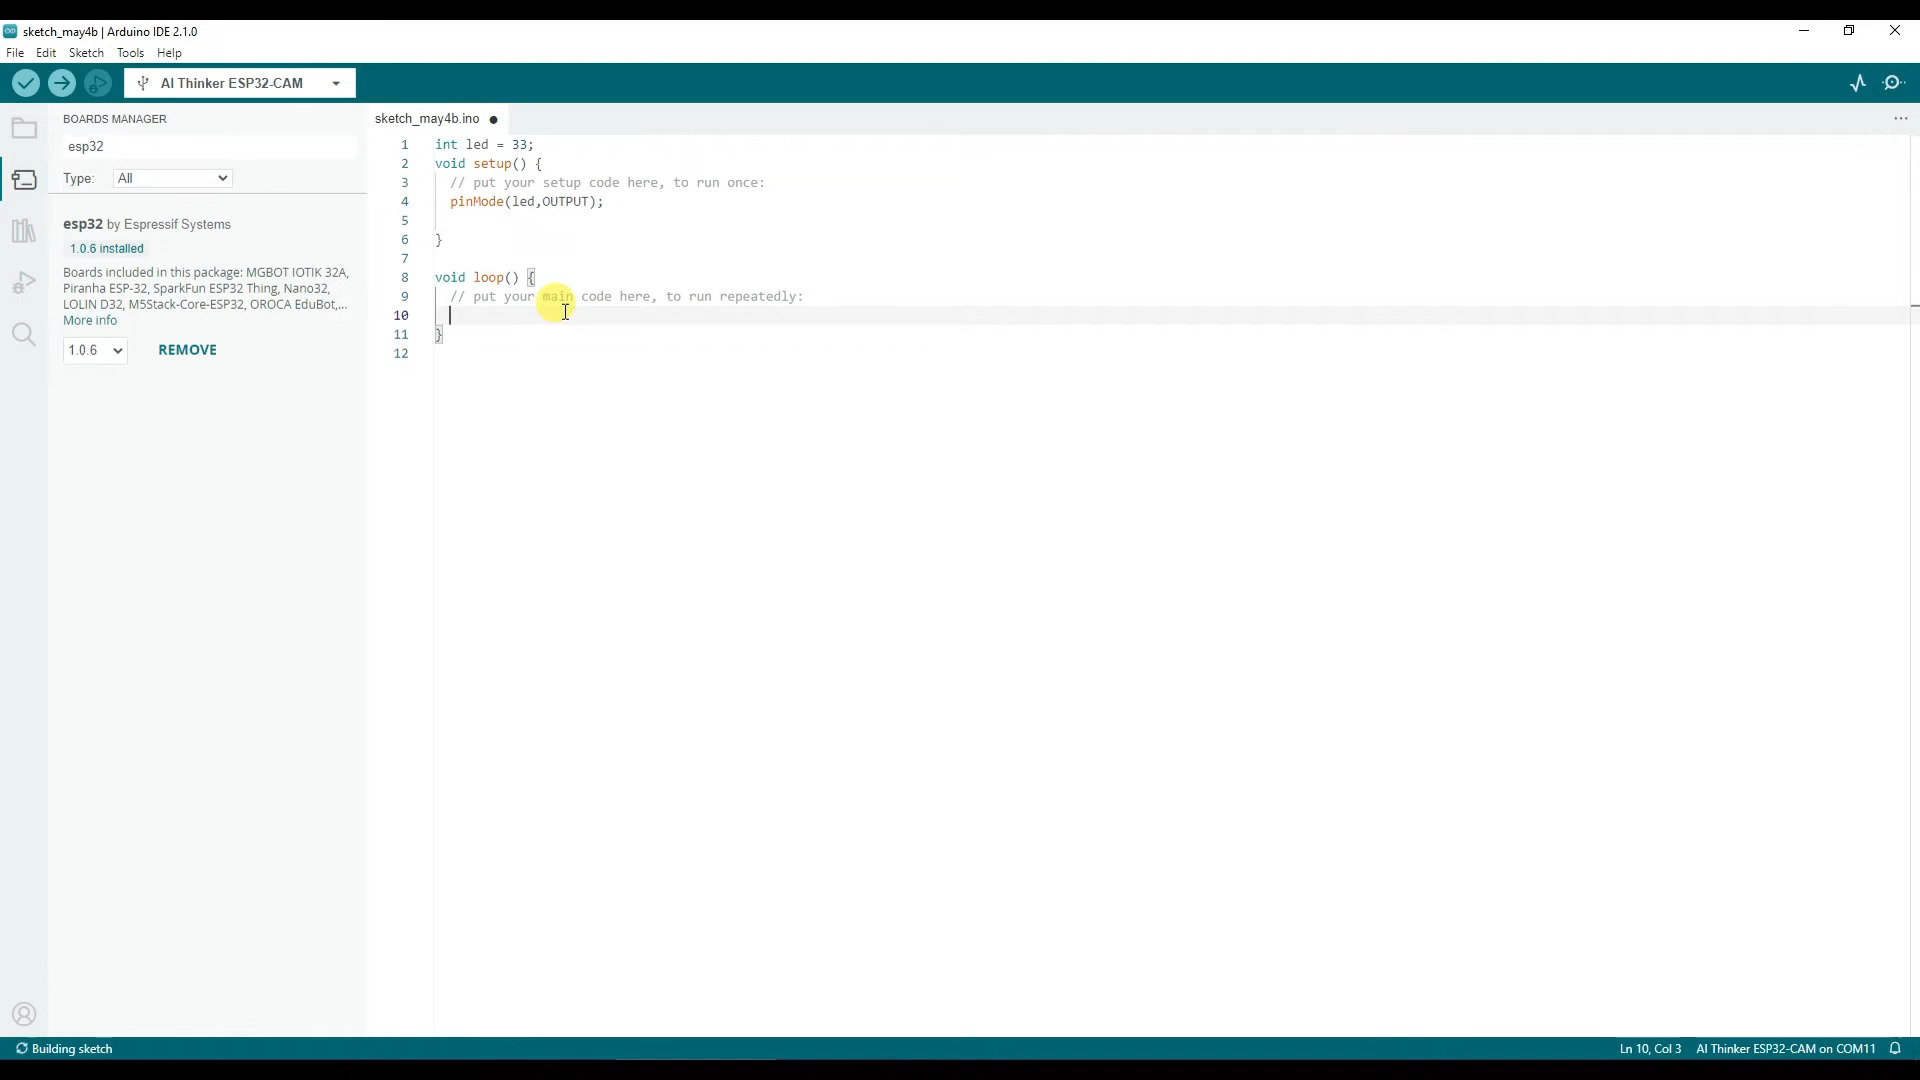 sketch_may4b | Arduino IDE 2.1.0
File Edit Sketch Tools Help
AI Thinker ESP32-CAM
BOARDS MANAGER
esp32
Type: All
esp32 by Espressif Systems
1.0.6 installed
Boards included in this package: MGBOT IOTIK 32A,
Piranha ESP-32, SparkFun ESP32 Thing, Nano32,
LOLIN D32, M5Stack-Core-ESP32, OROCA EduBot,...
More info
1.0.6 REMOVE
sketch_may4b.ino
1 int led = 33;
2 void setup() {
3 // put your setup code here, to run once:
4 pinMode(led,OUTPUT);
5
6 }
7
8 void loop() {
9 // put your main code here, to run repeatedly:
10
11 }
12
Building sketch
Ln 10, Col 3 AI Thinker ESP32-CAM on COM11